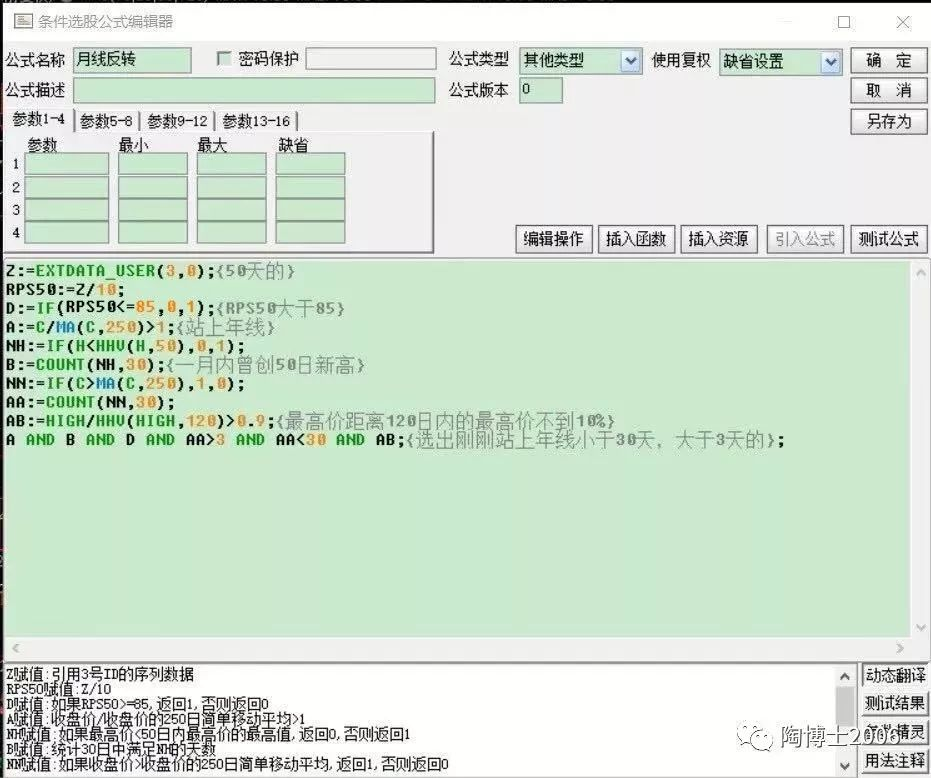 条件选股公式编辑器
公式名称 月线反转 密码保护 公式类型 其他类型 使用复权 缺省设置 确 定
公式描述 公式版本 0 取 消
参数1-4 参数5-8 参数9-12 参数13-16 另存为
参数 最小 最大 缺省
1
2
3
4
编辑操作 插入函数 插入资源 引入公式 测试公式
Z:=EXTDATA_USER(3,0);{50天的}
RPS50:=Z/10;
D:=IF(RPS50<=85,0,1);{RPS50大于85}
A:=C/MA(C,250)>1;{站上年线}
NH:=IF(H<HHV(H,50),0,1);
B:=COUNT(NH,30);{一月内曾创50日新高}
NN:=IF(C>MA(C,250),1,0);
AA:=COUNT(NN,30);
AB:=HIGH/HHV(HIGH,120)>0.9;{最高价距离120日内的最高价不到10%}
A AND B AND D AND AA>3 AND AA<30 AND AB;{选出刚刚站上年线小于30天，大于3天的};
Z赋值:引用3号ID的序列数据
RPS50赋值:Z/10
D赋值:如果RPS50>=85,返回1,否则返回0
A赋值:收盘价/收盘价的250日简单移动平均>1
NH赋值:如果最高价<50日内最高价的最高值,返回0,否则返回1
B赋值:统计30日中满足NH的天数
NN赋值:如果收盘价>收盘价的250日简单移动平均,返回1,否则返回0
动态翻译
测试结果
精灵
用法注释
陶博士2006